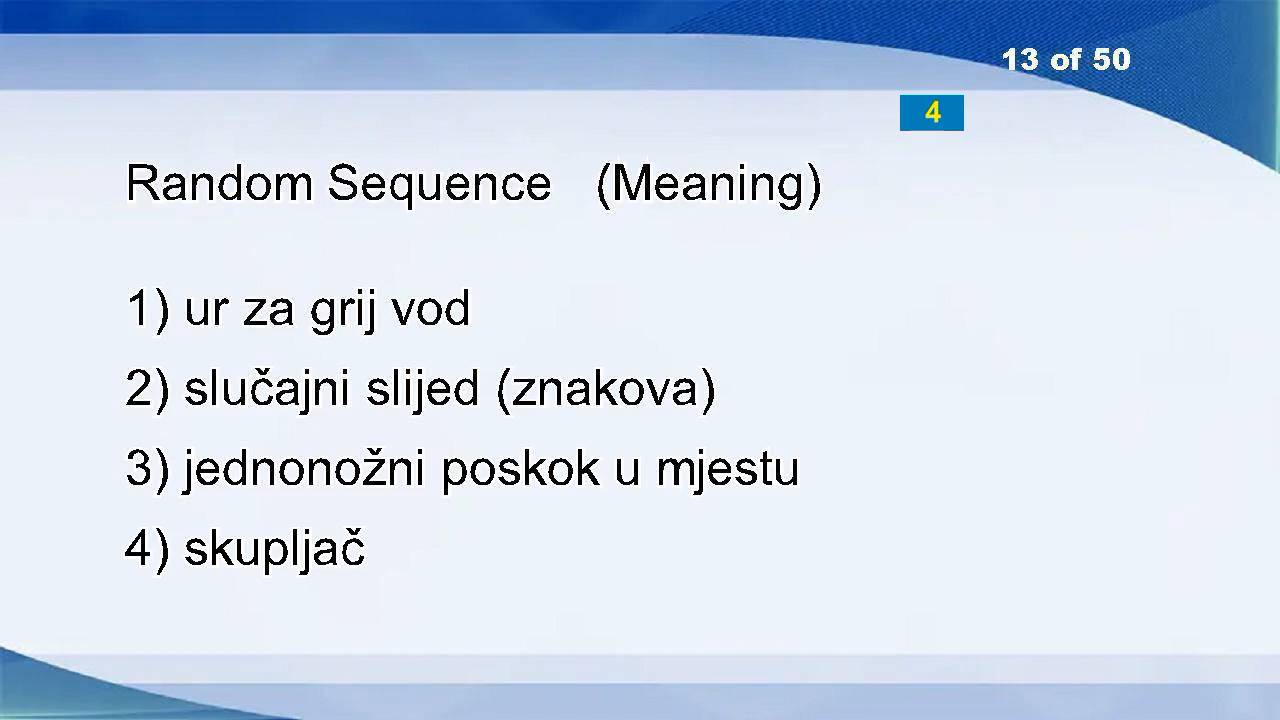 13 of 50
4
Random Sequence (Meaning)
1) ur za grij vod
2) slučajni slijed (znakova)
3) jednonožni poskok u mjestu
4) skupljač